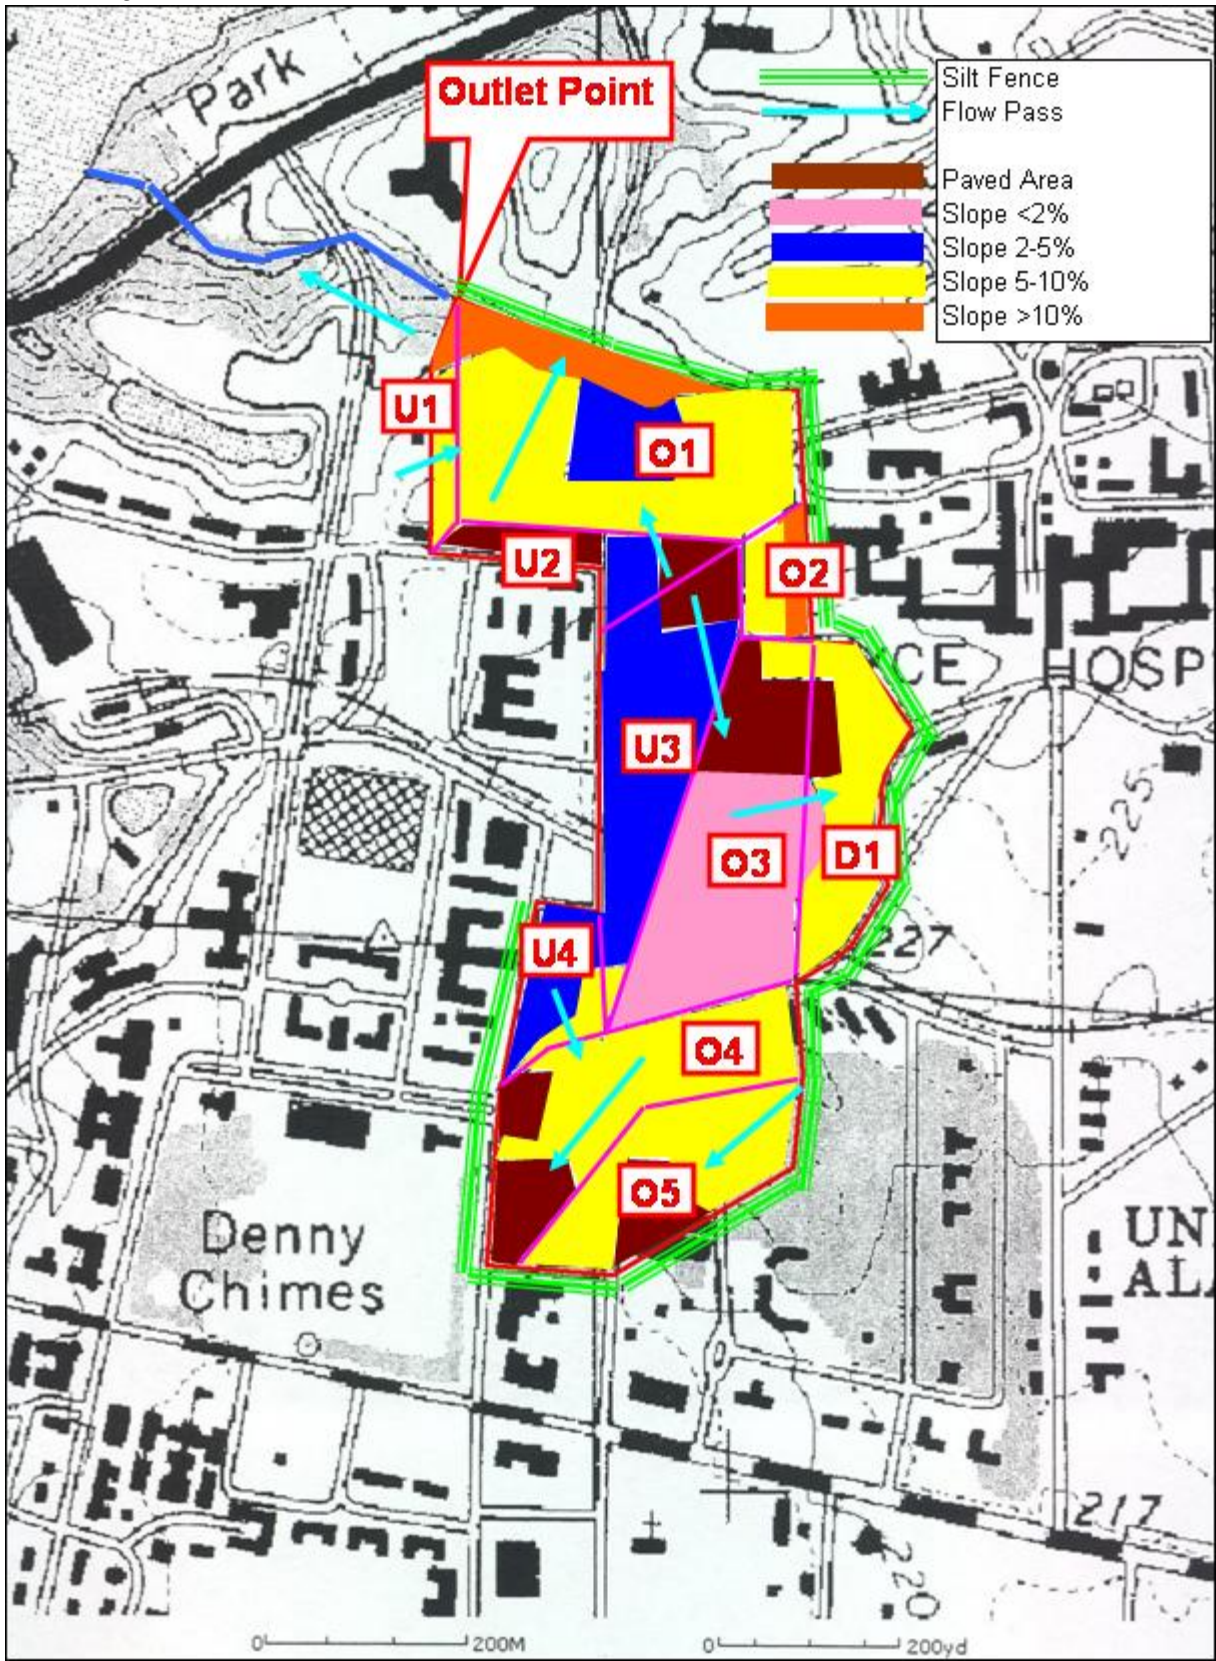 Park
Outlet Point
Silt Fence
Flow Pass
Paved Area
Slope <2%
Slope 2-5%
Slope 5-10%
Slope >10%
U1
O1
U2
O2
CE HOSP
U3
225
O3
D1
U4
227
O4
O5
Denny
Chimes
UN
AL
217
220
0 200M 0 200yd